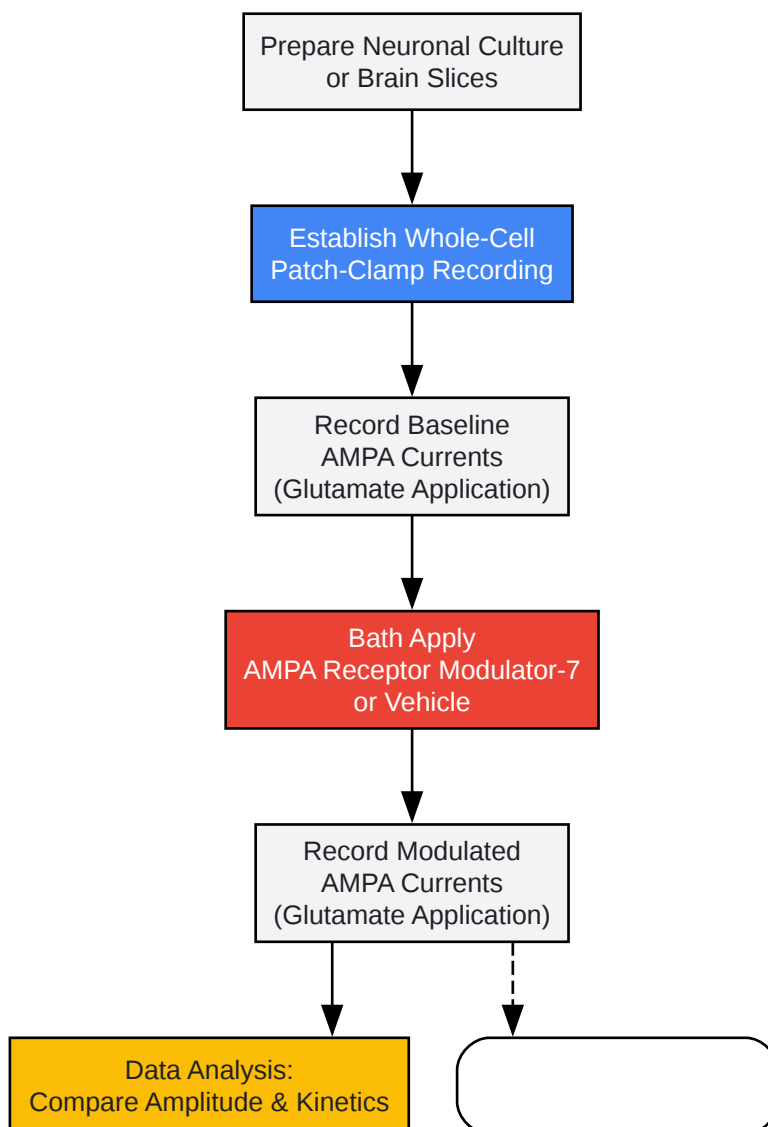 Prepare Neuronal Culture
or Brain Slices
Establish Whole-Cell
Patch-Clamp Recording
Record Baseline
AMPA Currents
(Glutamate Application)
Bath Apply
AMPA Receptor Modulator-7
or Vehicle
Record Modulated
AMPA Currents
(Glutamate Application)
Data Analysis:
Compare Amplitude & Kinetics